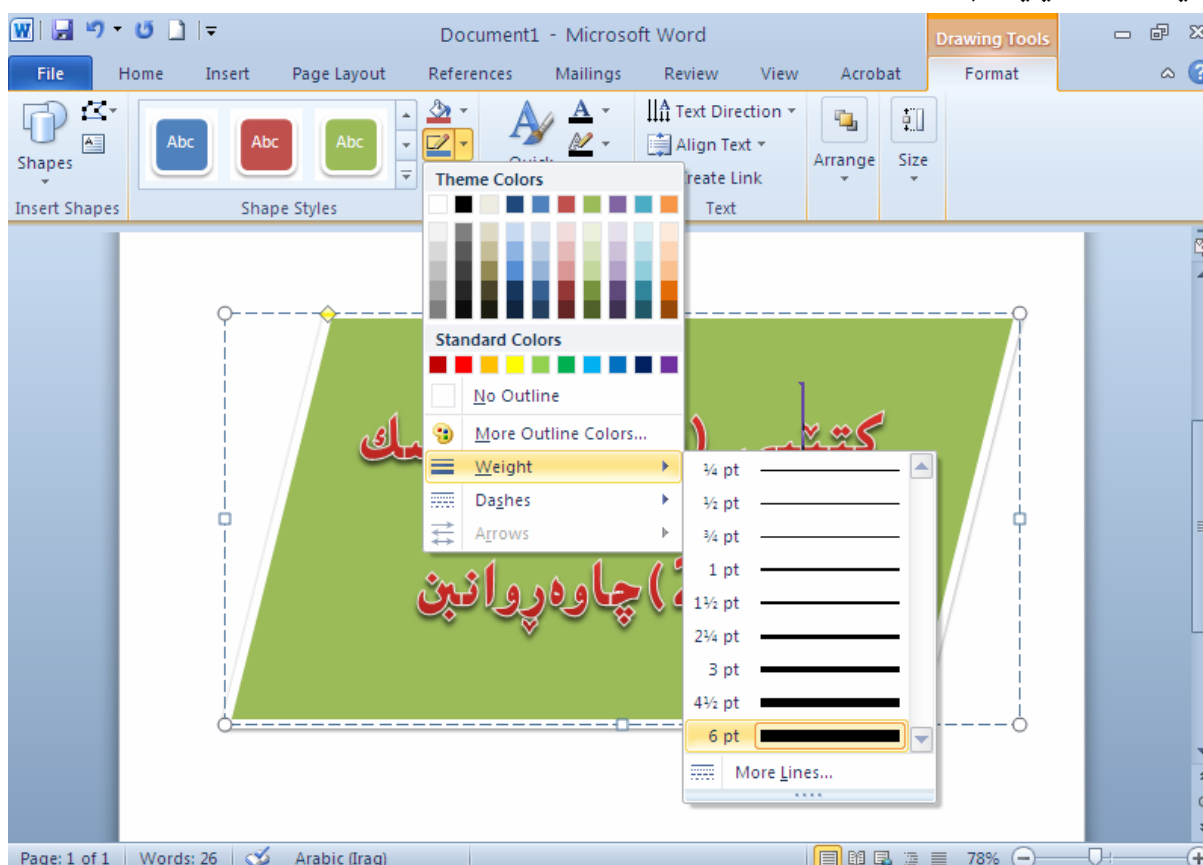 Document1 - Microsoft Word
Drawing Tools
File Home Insert Page Layout References Mailings Review View Acrobat Format
Shapes
Abc Abc Abc
Text Direction
Align Text
Create Link
Arrange
Size
Insert Shapes
Shape Styles
Text
Theme Colors
Standard Colors
No Outline
More Outline Colors...
Weight
Dashes
Arrows
¼ pt
½ pt
¾ pt
1 pt
1½ pt
2¼ pt
3 pt
4½ pt
6 pt
More Lines...
کتێبی (
)چاوەڕوانبن
Page: 1 of 1 Words: 26 Arabic (Iraq) 78%